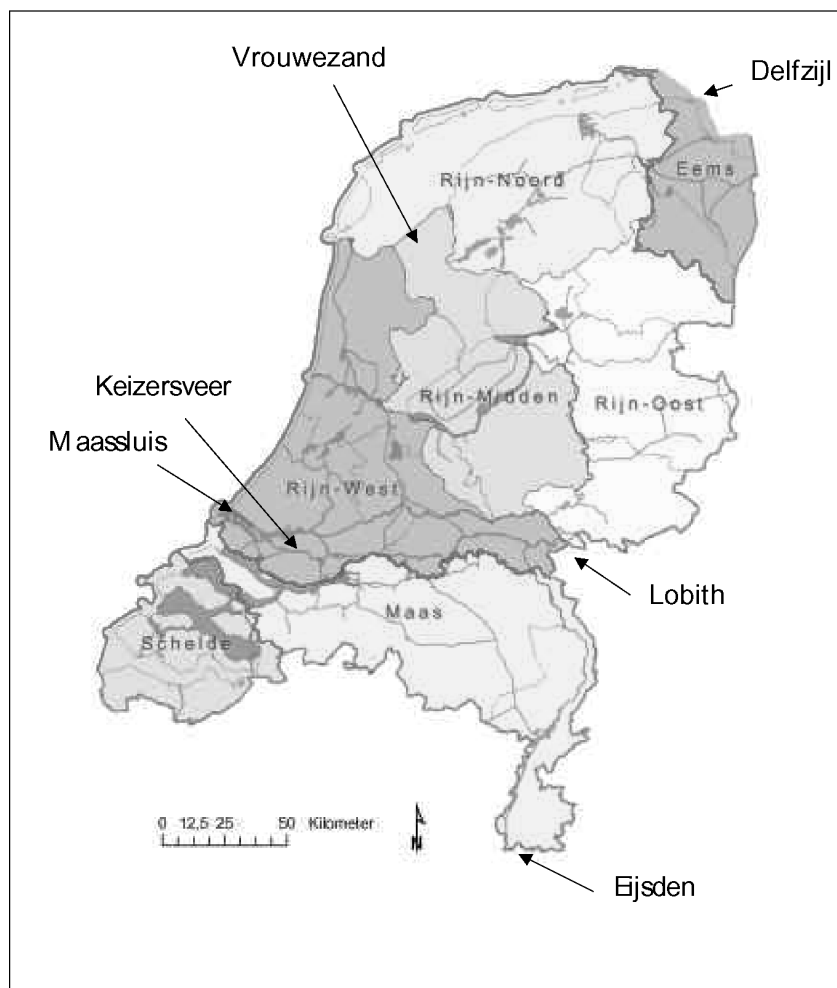 Vrouwezand
Delfzijl
Rijn-Noord
Eems
Keizersveer
Rijn-Midden
Rijn-Oost
Maassluis
Rijn-West
Lobith
Maas
Schelde
0 12,5 25 50 Kilometer
N
Eijsden